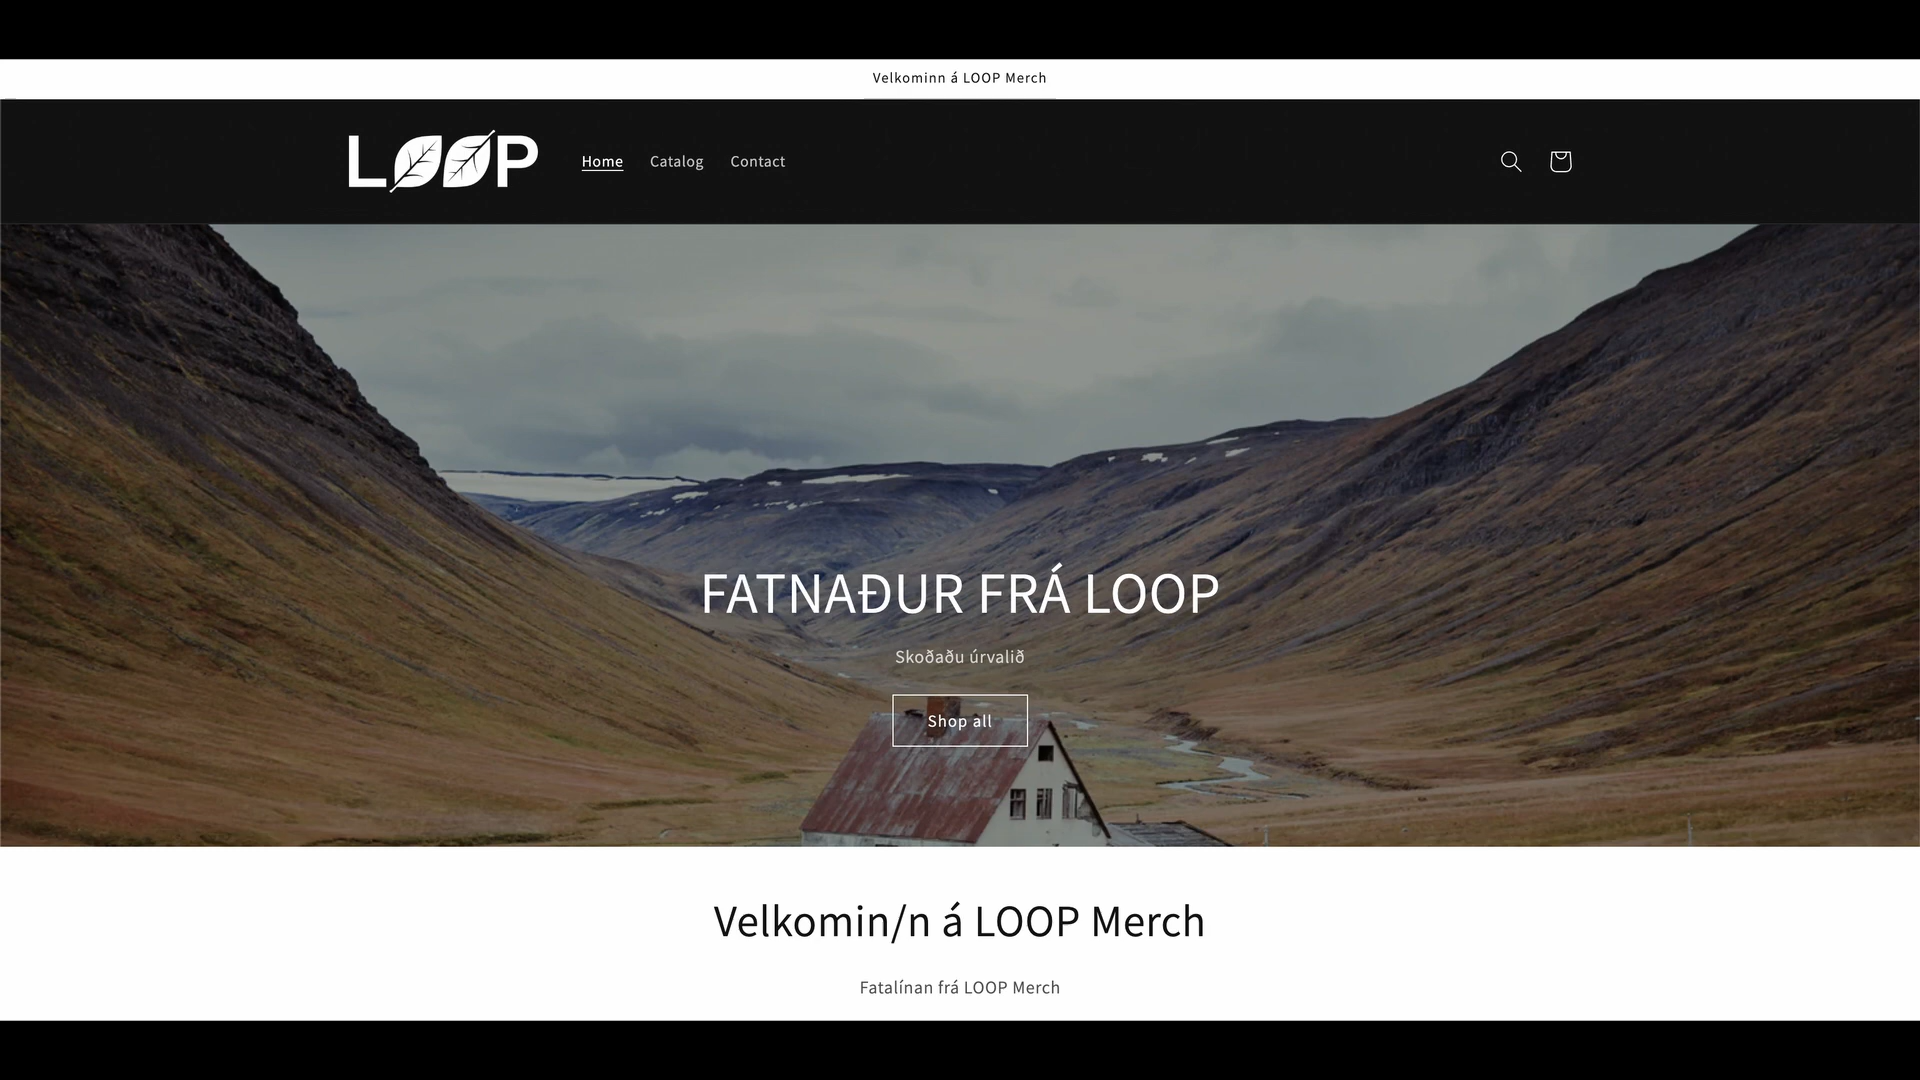 Velkominn á LOOP Merch
LOOP
Home Catalog Contact
FATNAÐUR FRÁ LOOP
Skoðaðu úrvalið
Shop all
Velkomin/n á LOOP Merch
Fatalínan frá LOOP Merch